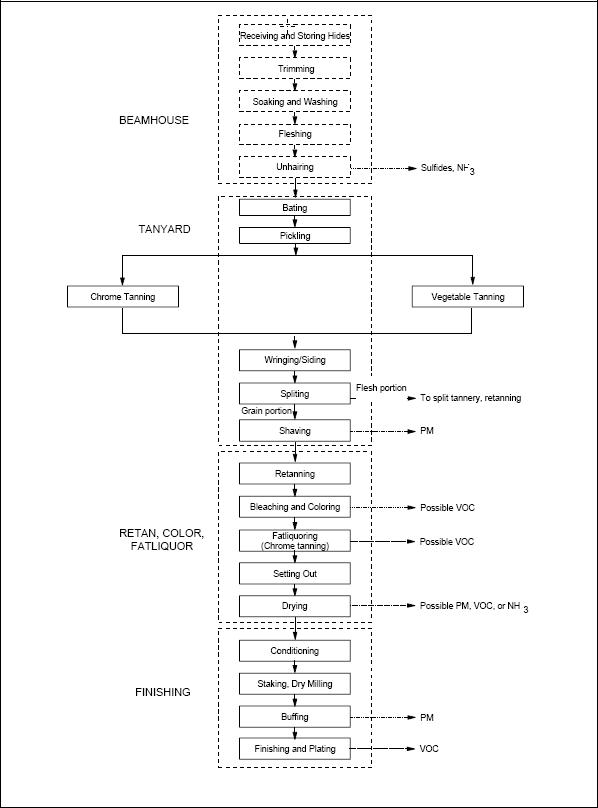 Receiving and Storing Hides
Trimming
Soaking and Washing
BEAMHOUSE
Fleshing
Unhairing
Sulfides, NH3
Bating
TANYARD
Pickling
Chrome Tanning
Vegetable Tanning
Wringing/Siding
Flesh portion
Spliting
To split tannery, retanning
Grain portion
Shaving
PM
Retanning
Bleaching and Coloring
Possible VOC
RETAN, COLOR,
FATLIQUOR
Fatliquoring
(Chrome tanning)
Possible VOC
Setting Out
Drying
Possible PM, VOC, or NH 3
Conditioning
Staking, Dry Milling
FINISHING
Buffing
PM
Finishing and Plating
VOC